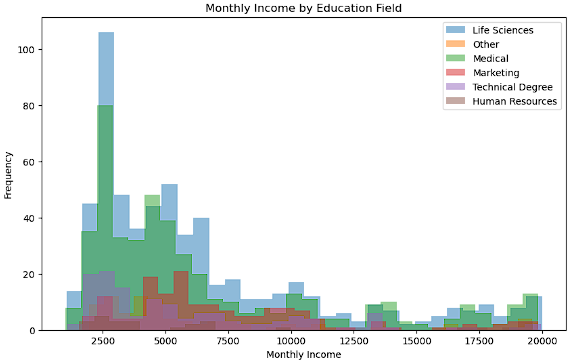 Monthly Income by Education Field
Life Sciences
Other
Medical
Marketing
Technical Degree
Human Resources
100
80
60
40
20
0
Frequency
2500 5000 7500 10000 12500 15000 17500 20000
Monthly Income